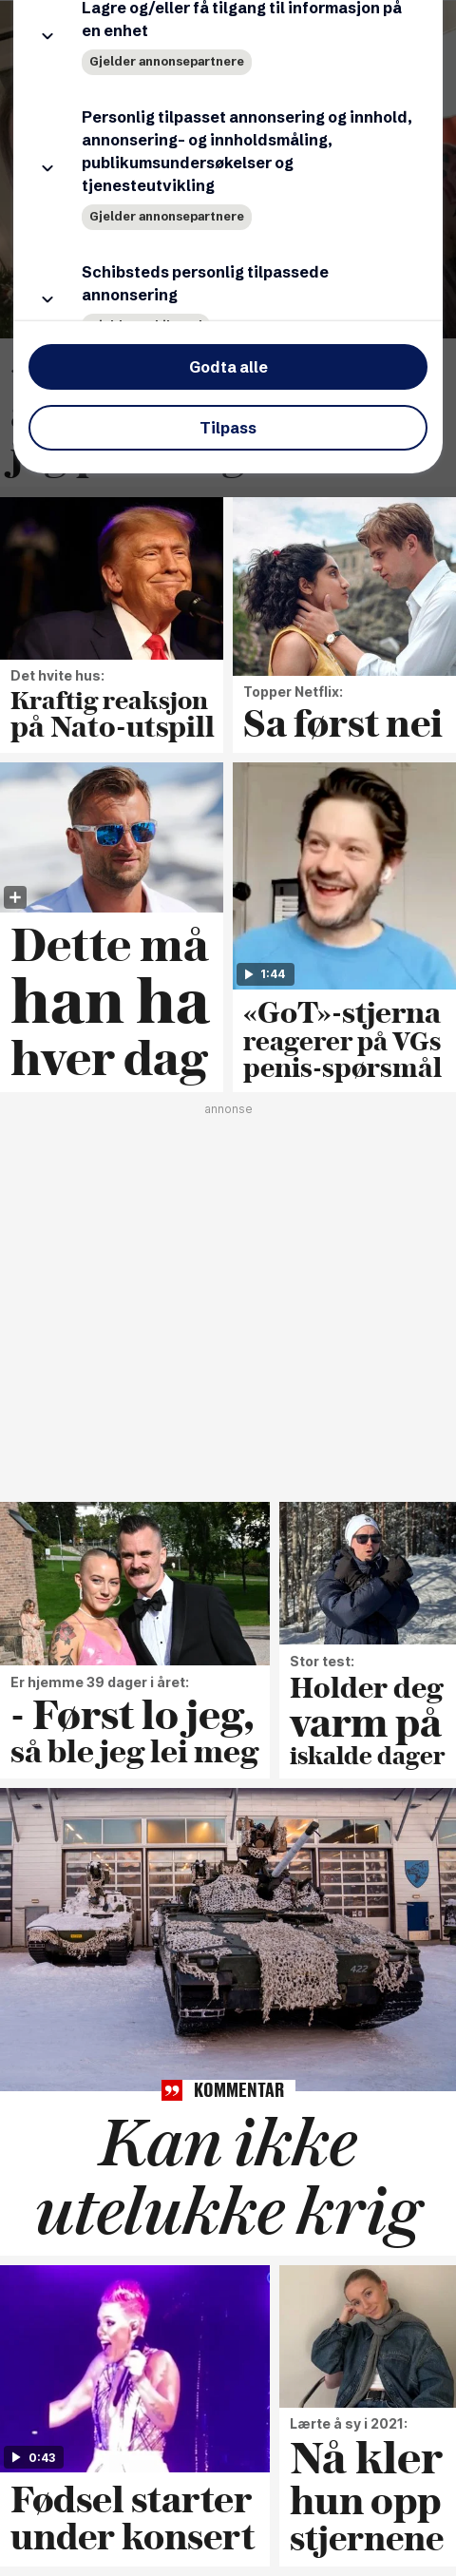 Lagre og/eller få tilgang til informasjon på
en enhet
Gjelder annonsepartnere
Personlig tilpasset annonsering og innhold,
annonsering- og innholdsmåling,
publikumsundersøkelser og
tjenesteutvikling
Gjelder annonsepartnere
Schibsteds personlig tilpassede
annonsering
Godta alle
Tilpass
Det hvite hus:
Kraftig reaksjon
på Nato-utspill
Topper Netflix:
Sa først nei
Dette må
han ha
hver dag
1:44
«GoT»-stjerna
reagerer på VGs
penis-spørsmål
annonse
Er hjemme 39 dager i året:
- Først lo jeg,
så ble jeg lei meg
Stor test:
Holder deg
varm på
iskalde dager
422
KOMMENTAR
Kan ikke
utelukke krig
0:43
Fødsel starter
under konsert
Lærte å sy i 2021:
Nå kler
hun opp
stjernene